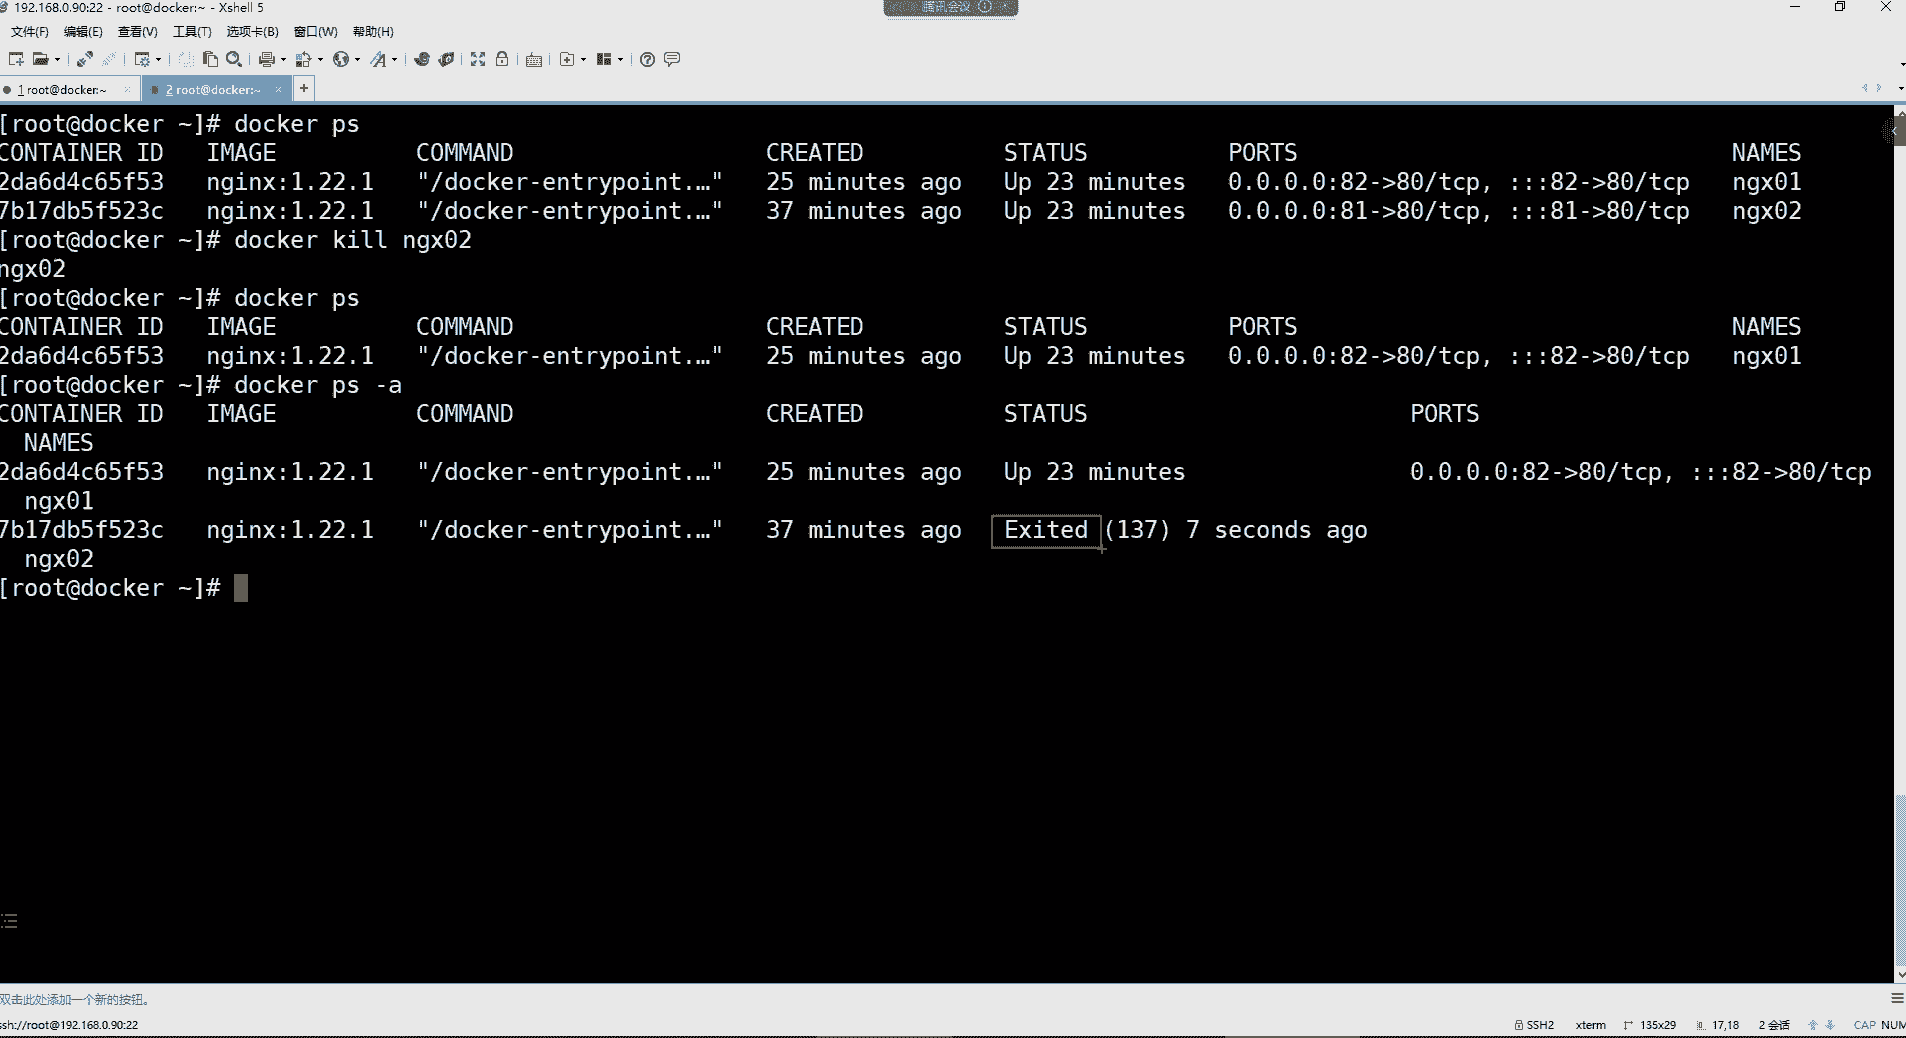 192.168.0.90:22 - root@docker:~ - Xshell 5
腾讯会议
文件(F) 编辑(E) 查看(V) 工具(T) 选项卡(B) 窗口(W) 帮助(H)
1 root@docker:~ 2 root@docker:~
[root@docker ~]# docker ps
CONTAINER ID IMAGE COMMAND CREATED STATUS PORTS NAMES
2da6d4c65f53 nginx:1.22.1 "/docker-entrypoint.…" 25 minutes ago Up 23 minutes 0.0.0.0:82->80/tcp, :::82->80/tcp ngx01
7b17db5f523c nginx:1.22.1 "/docker-entrypoint.…" 37 minutes ago Up 23 minutes 0.0.0.0:81->80/tcp, :::81->80/tcp ngx02
[root@docker ~]# docker kill ngx02
ngx02
[root@docker ~]# docker ps
CONTAINER ID IMAGE COMMAND CREATED STATUS PORTS NAMES
2da6d4c65f53 nginx:1.22.1 "/docker-entrypoint.…" 25 minutes ago Up 23 minutes 0.0.0.0:82->80/tcp, :::82->80/tcp ngx01
[root@docker ~]# docker ps -a
CONTAINER ID IMAGE COMMAND CREATED STATUS PORTS
NAMES
2da6d4c65f53 nginx:1.22.1 "/docker-entrypoint.…" 25 minutes ago Up 23 minutes 0.0.0.0:82->80/tcp, :::82->80/tcp
ngx01
7b17db5f523c nginx:1.22.1 "/docker-entrypoint.…" 37 minutes ago Exited (137) 7 seconds ago
ngx02
[root@docker ~]#
双击此处添加一个新的按钮。
ssh://root@192.168.0.90:22 SSH2 xterm 135x29 17,18 2 会话 CAP NUM